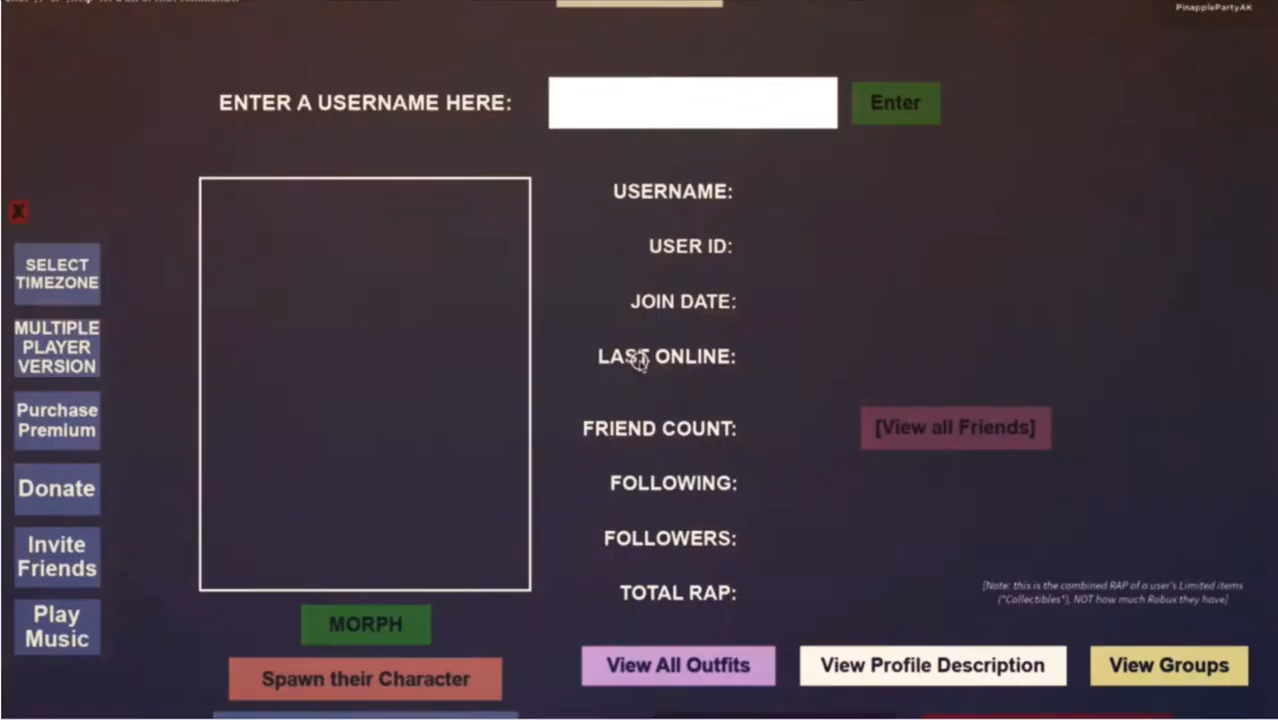 PinapplePartyAK
ENTER A USERNAME HERE:
Enter
USERNAME:
X
USER ID:
SELECT
TIMEZONE
JOIN DATE:
MULTIPLE
PLAYER
VERSION
LAST ONLINE:
Purchase
Premium
FRIEND COUNT:
[View all Friends]
Donate
FOLLOWING:
Invite
Friends
FOLLOWERS:
TOTAL RAP:
[Note: this is the combined RAP of a user's Limited items
("Collectibles"), NOT how much Robux they have]
Play
Music
MORPH
Spawn their Character
View All Outfits
View Profile Description
View Groups